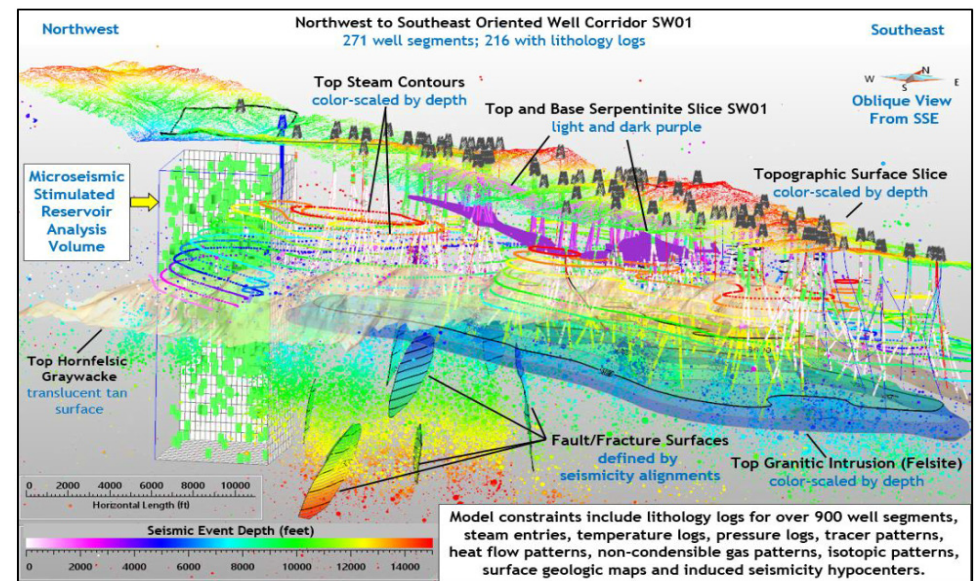 Northwest to Southeast Oriented Well Corridor SW01
271 well segments; 216 with lithology logs
Northwest
Southeast
W N S E
Oblique View
From SSE
Top Steam Contours
color-scaled by depth
Top and Base Serpentinite Slice SW01
light and dark purple
Topographic Surface Slice
color-scaled by depth
Microseismic
Stimulated
Reservoir
Analysis
Volume
Top Hornfelsic
Graywacke
translucent tan
surface
Fault/Fracture Surfaces
defined by
seismicity alignments
Top Granitic Intrusion (Felsite)
color-scaled by depth
0 2000 4000 6000 8000 10000
Horizontal Length (ft)
Seismic Event Depth (feet)
0 2000 4000 6000 8000 10000 12000 14000
Model constraints include lithology logs for over 900 well segments,
steam entries, temperature logs, pressure logs, tracer patterns,
heat flow patterns, non-condensible gas patterns, isotopic patterns,
surface geologic maps and induced seismicity hypocenters.